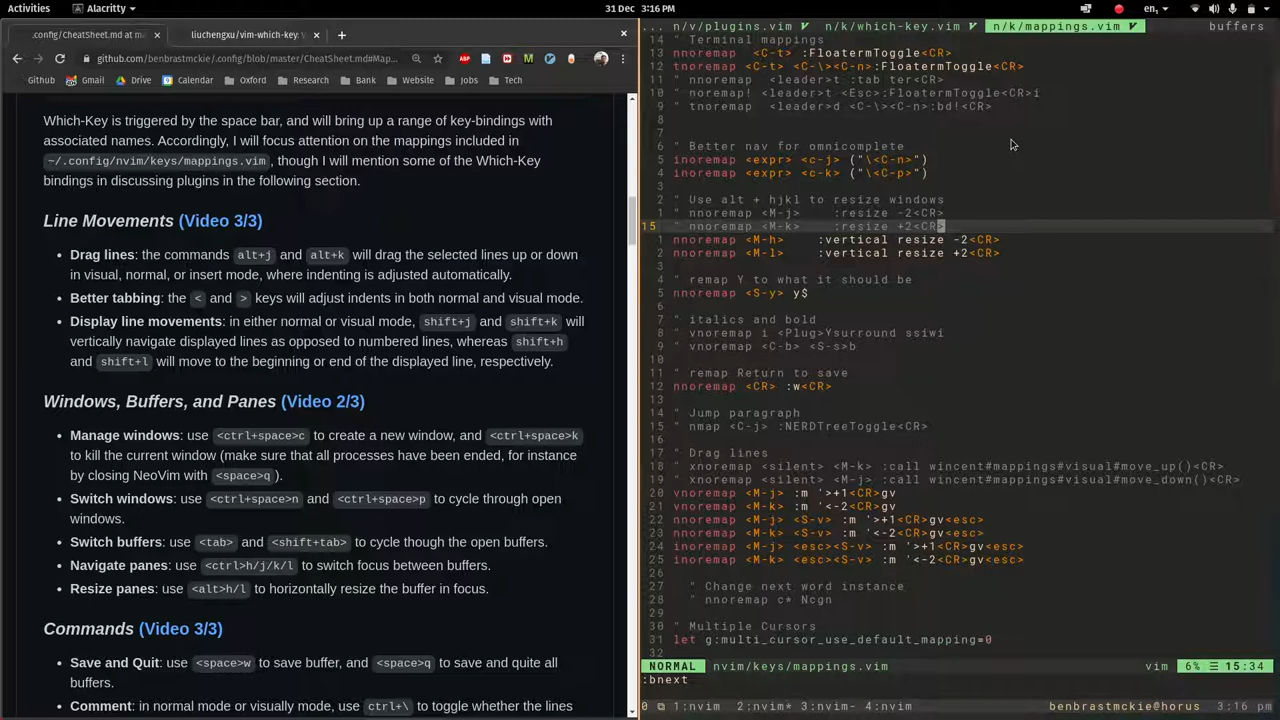 Activities
Alacritty
31 Dec
3:16 PM
en₁
.config/CheatSheet.md at m
liuchengxu/vim-which-key:
github.com/benbrastmckie/.config/blob/master/CheatSheet.md#Map
Github
Gmail
Drive
Calendar
Oxford
Research
Bank
Website
Jobs
Tech
Which-Key is triggered by the space bar, and will bring up a range of key-bindings with
associated names. Accordingly, I will focus attention on the mappings included in
~/.config/nvim/keys/mappings.vim, though I will mention some of the Which-Key
bindings in discussing plugins in the following section.
Line Movements (Video 3/3)
• Drag lines: the commands alt+j and alt+k will drag the selected lines up or down
in visual, normal, or insert mode, where indenting is adjusted automatically.
• Better tabbing: the < and > keys will adjust indents in both normal and visual mode.
• Display line movements: in either normal or visual mode, shift+j and shift+k will
vertically navigate displayed lines as opposed to numbered lines, whereas shift+h
and shift+l will move to the beginning or end of the displayed line, respectively.
Windows, Buffers, and Panes (Video 2/3)
• Manage windows: use <ctrl+space>c to create a new window, and <ctrl+space>k
to kill the current window (make sure that all processes have been ended, for instance
by closing NeoVim with <space>q ).
• Switch windows: use <ctrl+space>n and <ctrl+space>p to cycle through open
windows.
• Switch buffers: use <tab> and <shift+tab> to cycle though the open buffers.
• Navigate panes: use <ctrl>h/j/k/l to switch focus between buffers.
• Resize panes: use <alt>h/l to horizontally resize the buffer in focus.
Commands (Video 3/3)
• Save and Quit: use <space>w to save buffer, and <space>q to save and quite all
buffers.
• Comment: in normal mode or visually mode, use ctrl+\ to toggle whether the lines
... n/v/plugins.vim V n/k/which-key.vim V n/k/mappings.vim V buffers
14 " Terminal mappings
13 nnoremap <C-t> :FloatermToggle<CR>
12 tnoremap <C-t> <C-\><C-n>:FloatermToggle<CR>
11 " nnoremap <leader>t :tab ter<CR>
10 " noremap! <leader>t <Esc>:FloatermToggle<CR>i
9 " tnoremap <leader>d <C-\><C-n>:bd!<CR>
8
7
6 " Better nav for omnicomplete
5 inoremap <expr> <c-j> ("\<C-n>")
4 inoremap <expr> <c-k> ("\<C-p>")
3
2 " Use alt + hjkl to resize windows
1 " nnoremap <M-j> :resize -2<CR>
15 " nnoremap <M-k> :resize +2<CR>
1 nnoremap <M-h> :vertical resize -2<CR>
2 nnoremap <M-l> :vertical resize +2<CR>
3
4 " remap Y to what it should be
5 nnoremap <S-y> y$
6
7 " italics and bold
8 " vnoremap i <Plug>Ysurround ssiwi
9 " vnoremap <C-b> <S-s>b
10
11 " remap Return to save
12 nnoremap <CR> :w<CR>
13
14 " Jump paragraph
15 " nmap <C-j> :NERDTreeToggle<CR>
16
17 " Drag lines
18 " xnoremap <silent> <M-k> :call wincent#mappings#visual#move_up()<CR>
19 " xnoremap <silent> <M-j> :call wincent#mappings#visual#move_down()<CR>
20 vnoremap <M-j> :m '>+1<CR>gv
21 vnoremap <M-k> :m '<-2<CR>gv
22 nnoremap <M-j> <S-v> :m '>+1<CR>gv<esc>
23 nnoremap <M-k> <S-v> :m '<-2<CR>gv<esc>
24 inoremap <M-j> <esc><S-v> :m '>+1<CR>gv<esc>
25 inoremap <M-k> <esc><S-v> :m '<-2<CR>gv<esc>
26
27 " Change next word instance
28 " nnoremap c* Ncgn
29
30 " Multiple Cursors
31 let g:multi_cursor_use_default_mapping=0
32
NORMAL nvim/keys/mappings.vim vim 6% ☰ 15:34
:bnext
0 1:nvim 2:nvim* 3:nvim- 4:nvim benbrastmckie@horus 3:16 pm